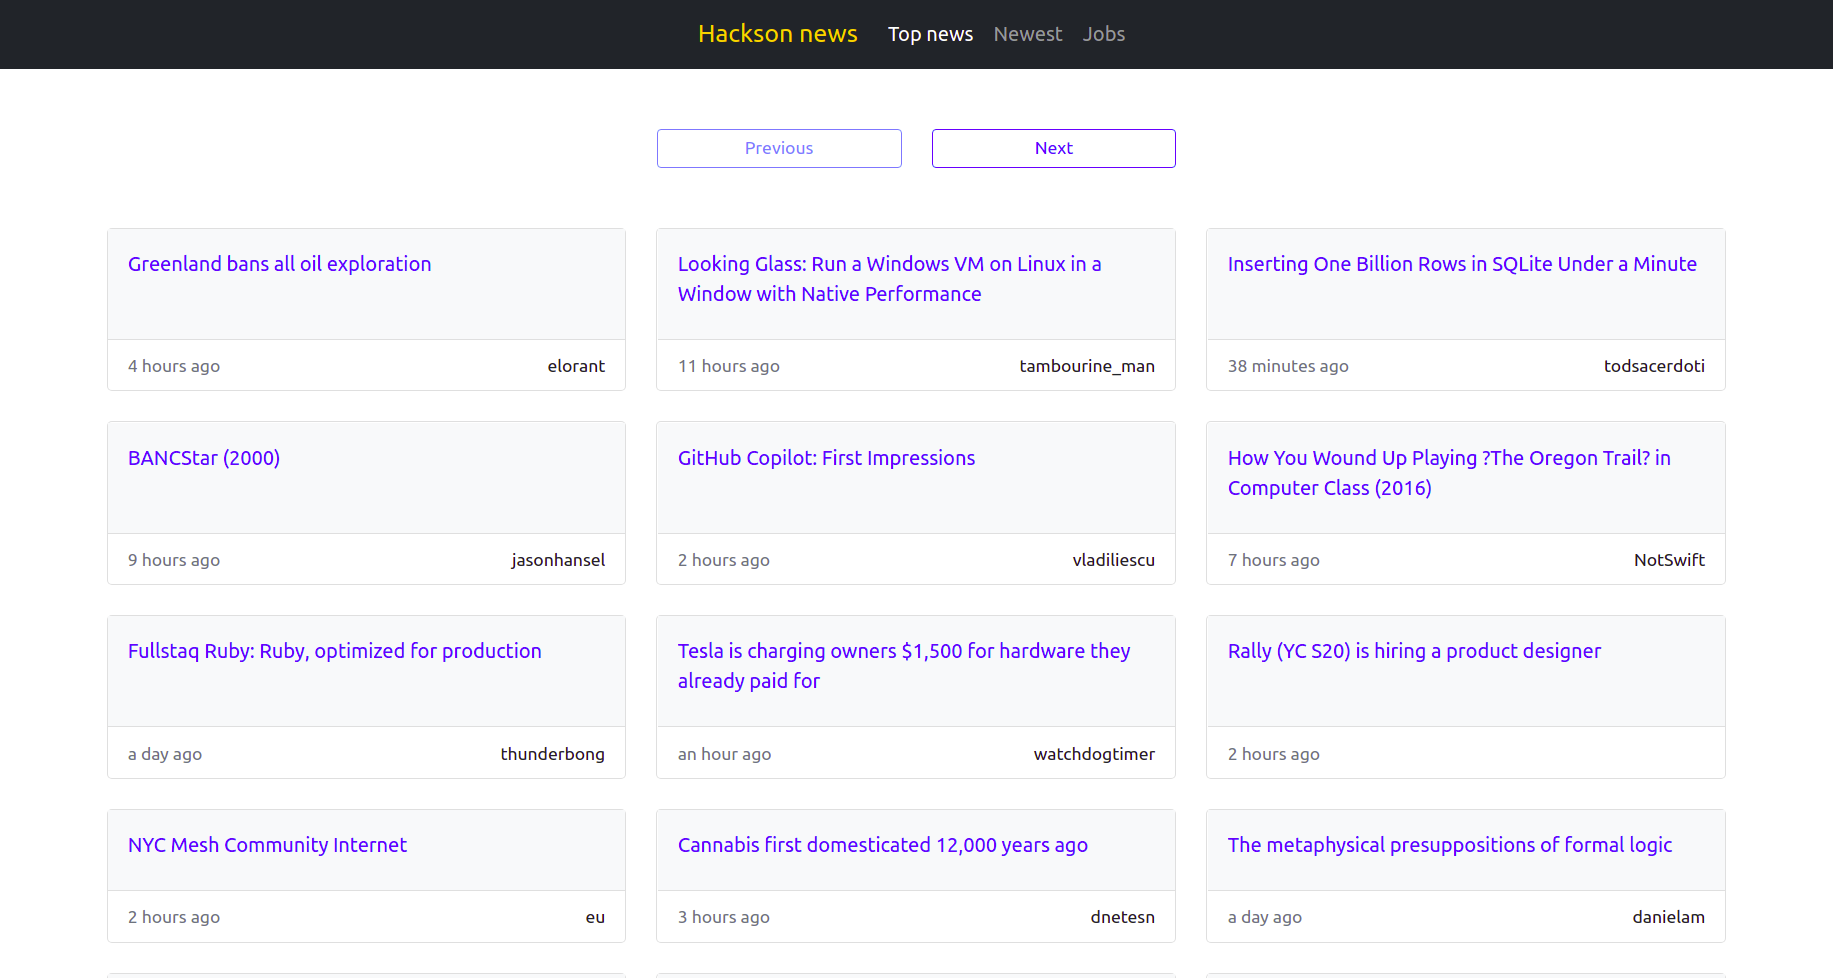 Hackson news Top news Newest Jobs
Previous Next
Greenland bans all oil exploration
4 hours ago elorant
Looking Glass: Run a Windows VM on Linux in a
Window with Native Performance
11 hours ago tambourine_man
Inserting One Billion Rows in SQLite Under a Minute
38 minutes ago todsacerdoti
BANCStar (2000)
9 hours ago jasonhansel
GitHub Copilot: First Impressions
2 hours ago vladiliescu
How You Wound Up Playing ?The Oregon Trail? in
Computer Class (2016)
7 hours ago NotSwift
Fullstaq Ruby: Ruby, optimized for production
a day ago thunderbong
Tesla is charging owners $1,500 for hardware they
already paid for
an hour ago watchdogtimer
Rally (YC S20) is hiring a product designer
2 hours ago
NYC Mesh Community Internet
2 hours ago eu
Cannabis first domesticated 12,000 years ago
3 hours ago dnetesn
The metaphysical presuppositions of formal logic
a day ago danielam